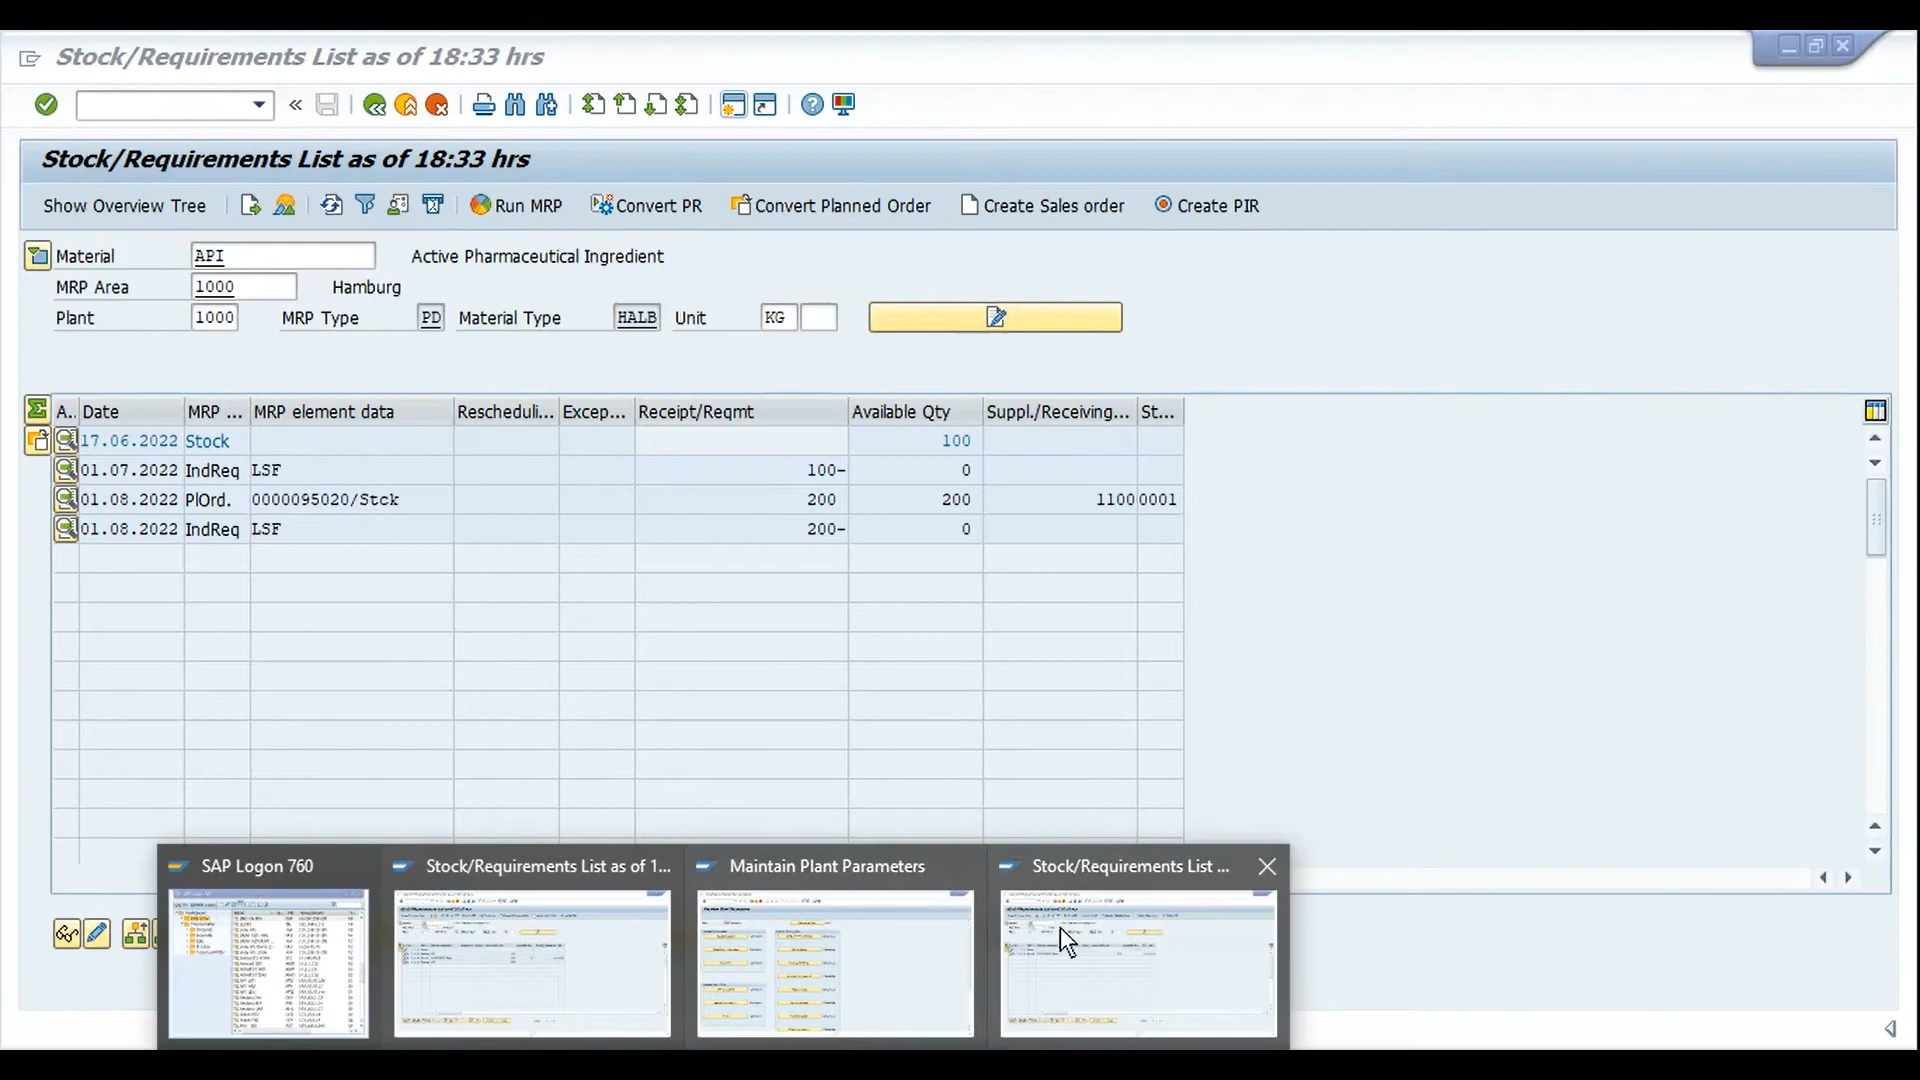 Stock/Requirements List as of 18:33 hrs
Stock/Requirements List as of 18:33 hrs
Show Overview Tree Run MRP Convert PR Convert Planned Order Create Sales order Create PIR
Material API Active Pharmaceutical Ingredient
MRP Area 1000 Hamburg
Plant 1000 MRP Type PD Material Type HALB Unit KG
A.. Date MRP ... MRP element data Rescheduli... Excep... Receipt/Reqmt Available Qty Suppl./Receiving... St...
17.06.2022 Stock 100
01.07.2022 IndReq LSF 100- 0
01.08.2022 PlOrd. 0000095020/Stck 200 200 1100 0001
01.08.2022 IndReq LSF 200- 0
SAP Logon 760 Stock/Requirements List as of 1... Maintain Plant Parameters Stock/Requirements List ...